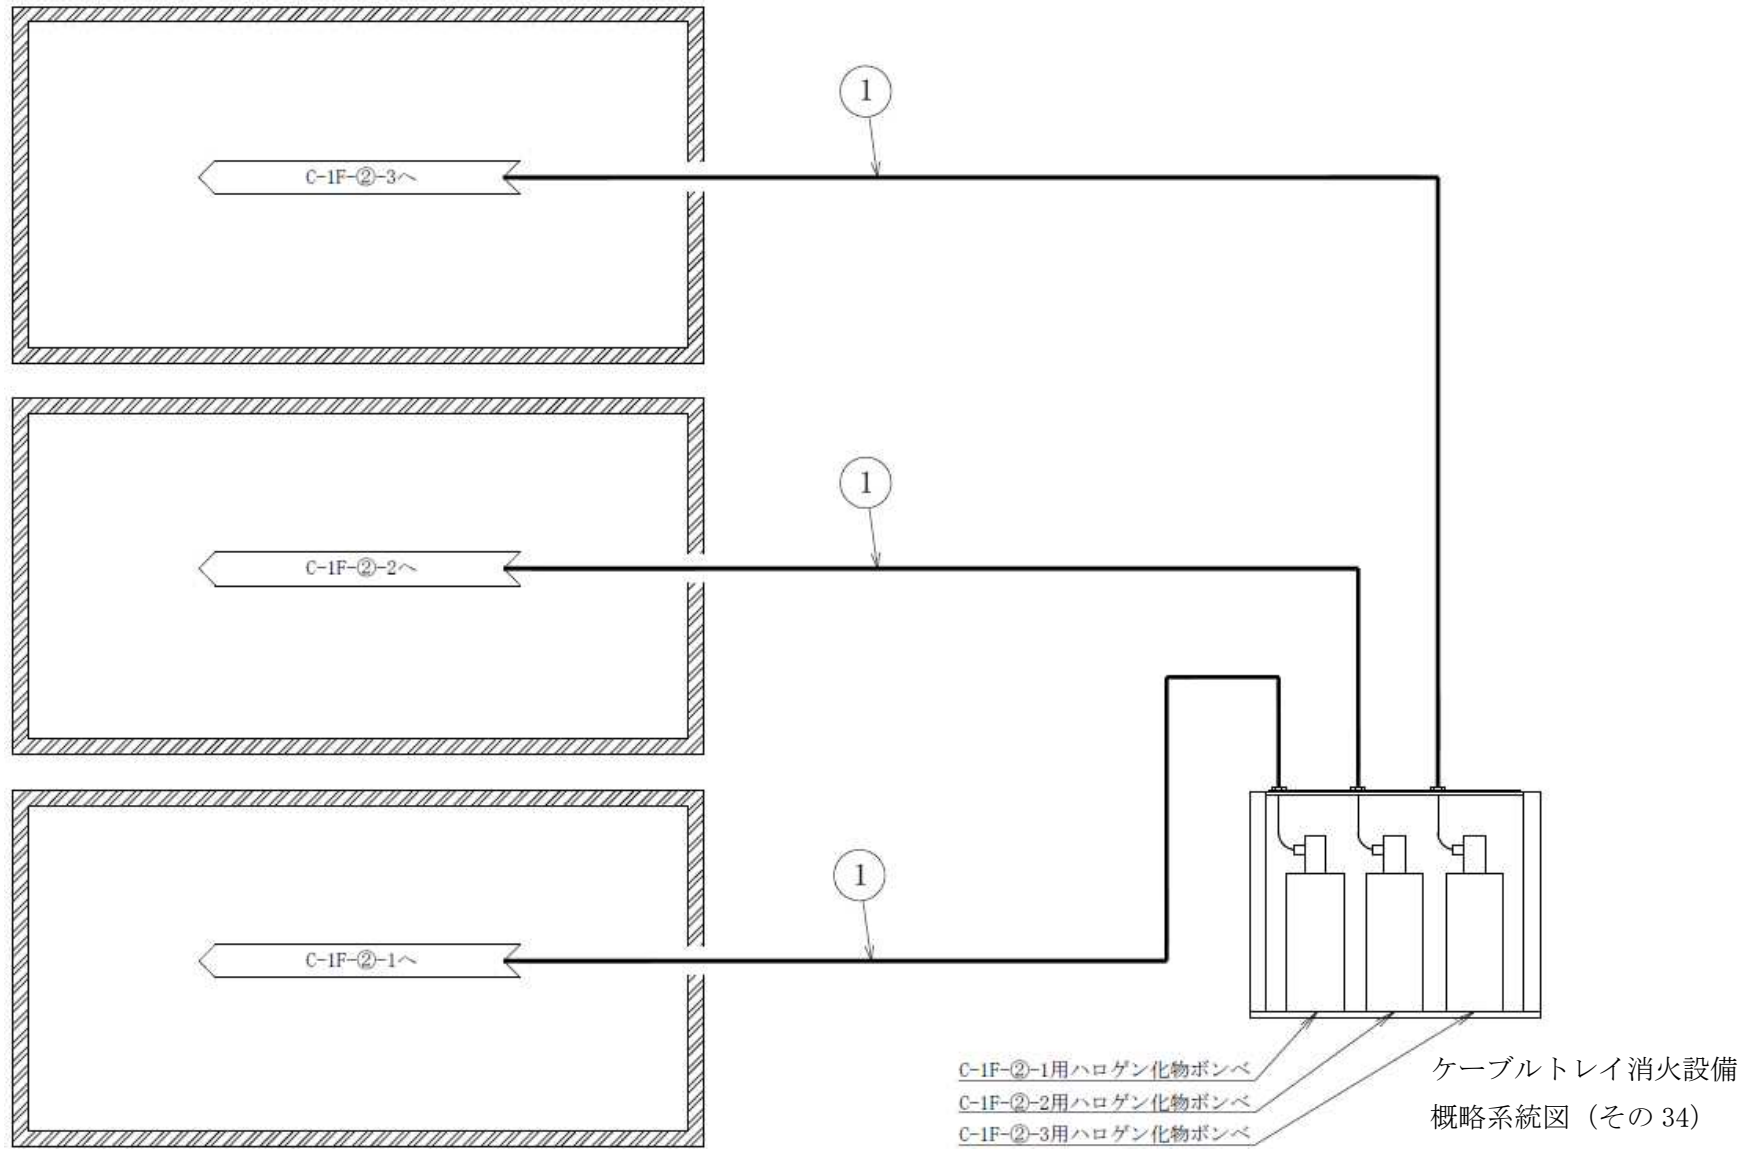 ①
C-1F-②-3へ
①
C-1F-②-2へ
①
C-1F-②-1へ
C-1F-②-1用ハロゲン化物ボンベ
C-1F-②-2用ハロゲン化物ボンベ
C-1F-②-3用ハロゲン化物ボンベ
ケーブルトレイ消火設備
概略系統図（その 34）